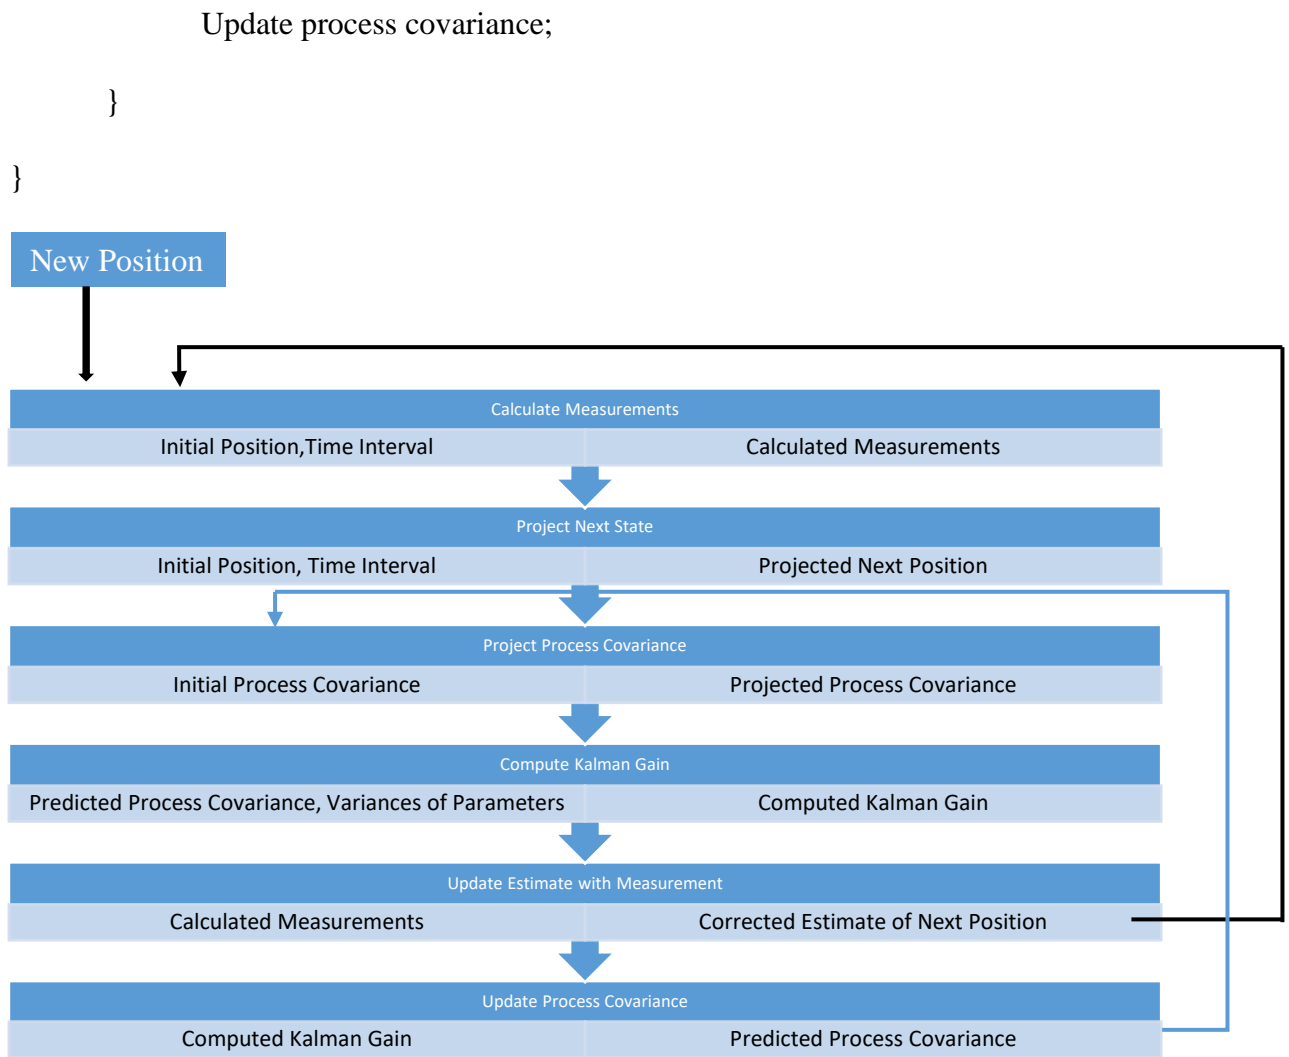 Update process covariance;
}
}
New Position
Calculate Measurements
Initial Position,Time Interval
Calculated Measurements
Project Next State
Initial Position, Time Interval
Projected Next Position
Project Process Covariance
Initial Process Covariance
Projected Process Covariance
Compute Kalman Gain
Predicted Process Covariance, Variances of Parameters
Computed Kalman Gain
Update Estimate with Measurement
Calculated Measurements
Corrected Estimate of Next Position
Update Process Covariance
Computed Kalman Gain
Predicted Process Covariance